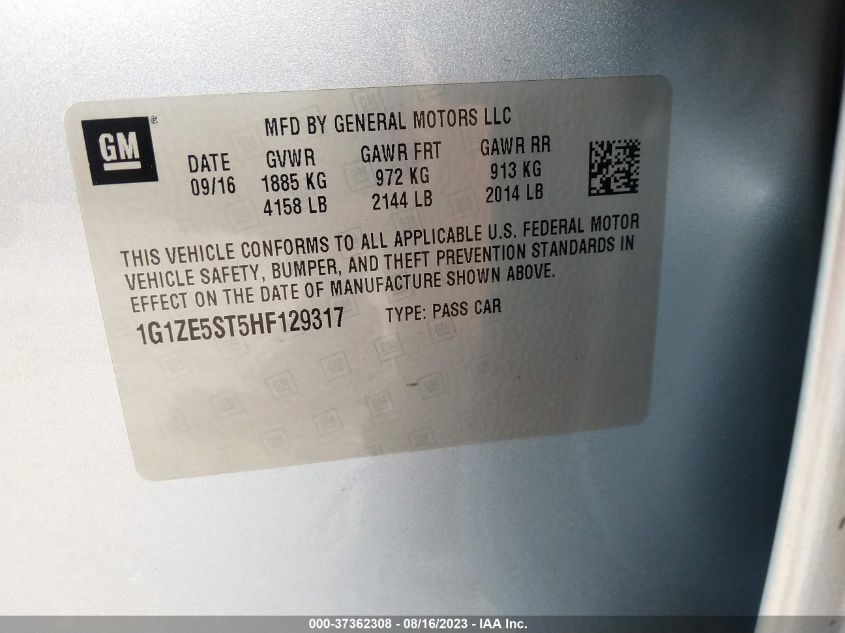 GM
®
MFD BY GENERAL MOTORS LLC
DATE GVWR GAWR FRT GAWR RR
09/16 1885 KG 972 KG 913 KG
4158 LB 2144 LB 2014 LB
THIS VEHICLE CONFORMS TO ALL APPLICABLE U.S. FEDERAL MOTOR
VEHICLE SAFETY, BUMPER, AND THEFT PREVENTION STANDARDS IN
EFFECT ON THE DATE OF MANUFACTURE SHOWN ABOVE.
1G1ZE5ST5HF129317 TYPE: PASS CAR
000-37362308 - 08/16/2023 - IAA Inc.